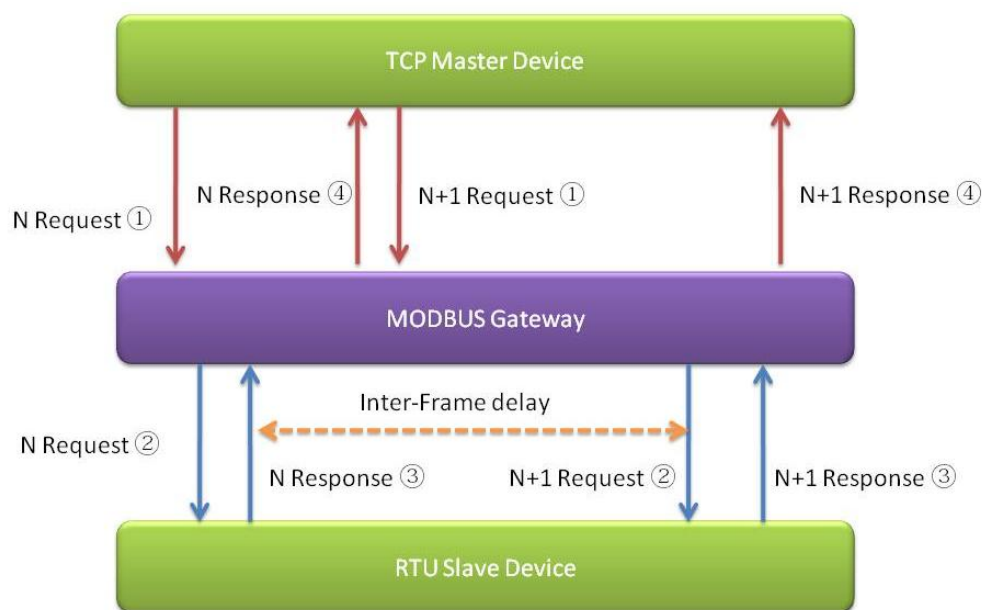 TCP Master Device
N Request ①
N Response ④
N+1 Request ①
N+1 Response ④
MODBUS Gateway
Inter-Frame delay
N Request ②
N Response ③
N+1 Request ②
N+1 Response ③
RTU Slave Device